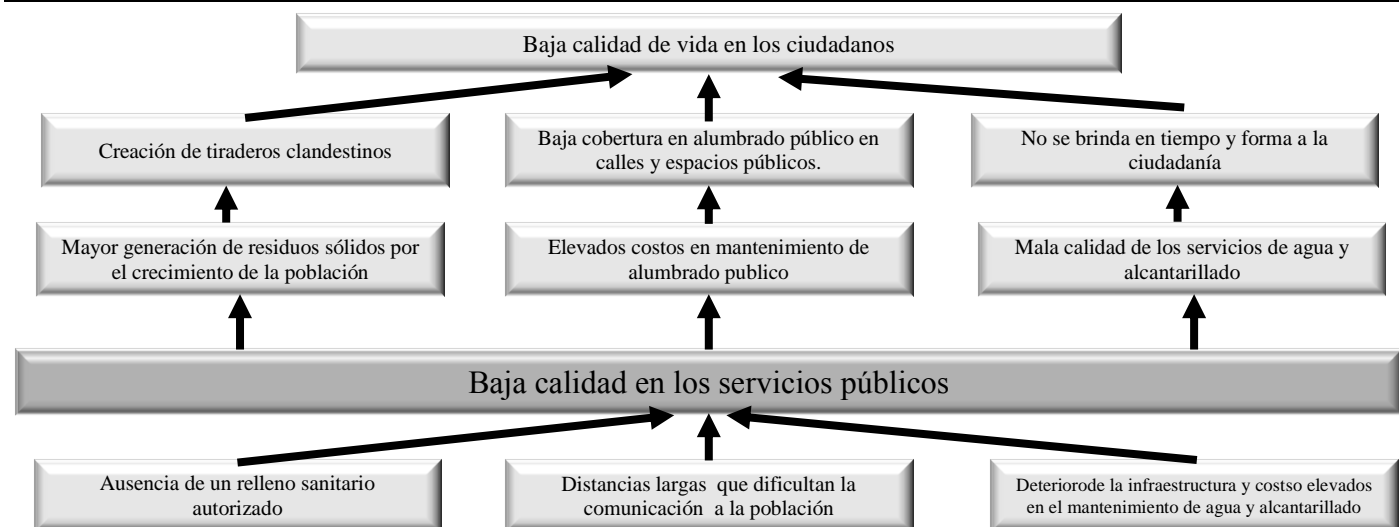 Baja calidad de vida en los ciudadanos
Creación de tiraderos clandestinos
Baja cobertura en alumbrado público en
calles y espacios públicos.
No se brinda en tiempo y forma a la
ciudadanía
Mayor generación de residuos sólidos por
el crecimiento de la población
Elevados costos en mantenimiento de
alumbrado publico
Mala calidad de los servicios de agua y
alcantarillado
Baja calidad en los servicios públicos
Ausencia de un relleno sanitario
autorizado
Distancias largas que dificultan la
comunicación a la población
Deteriorode la infraestructura y costso elevados
en el mantenimiento de agua y alcantarillado